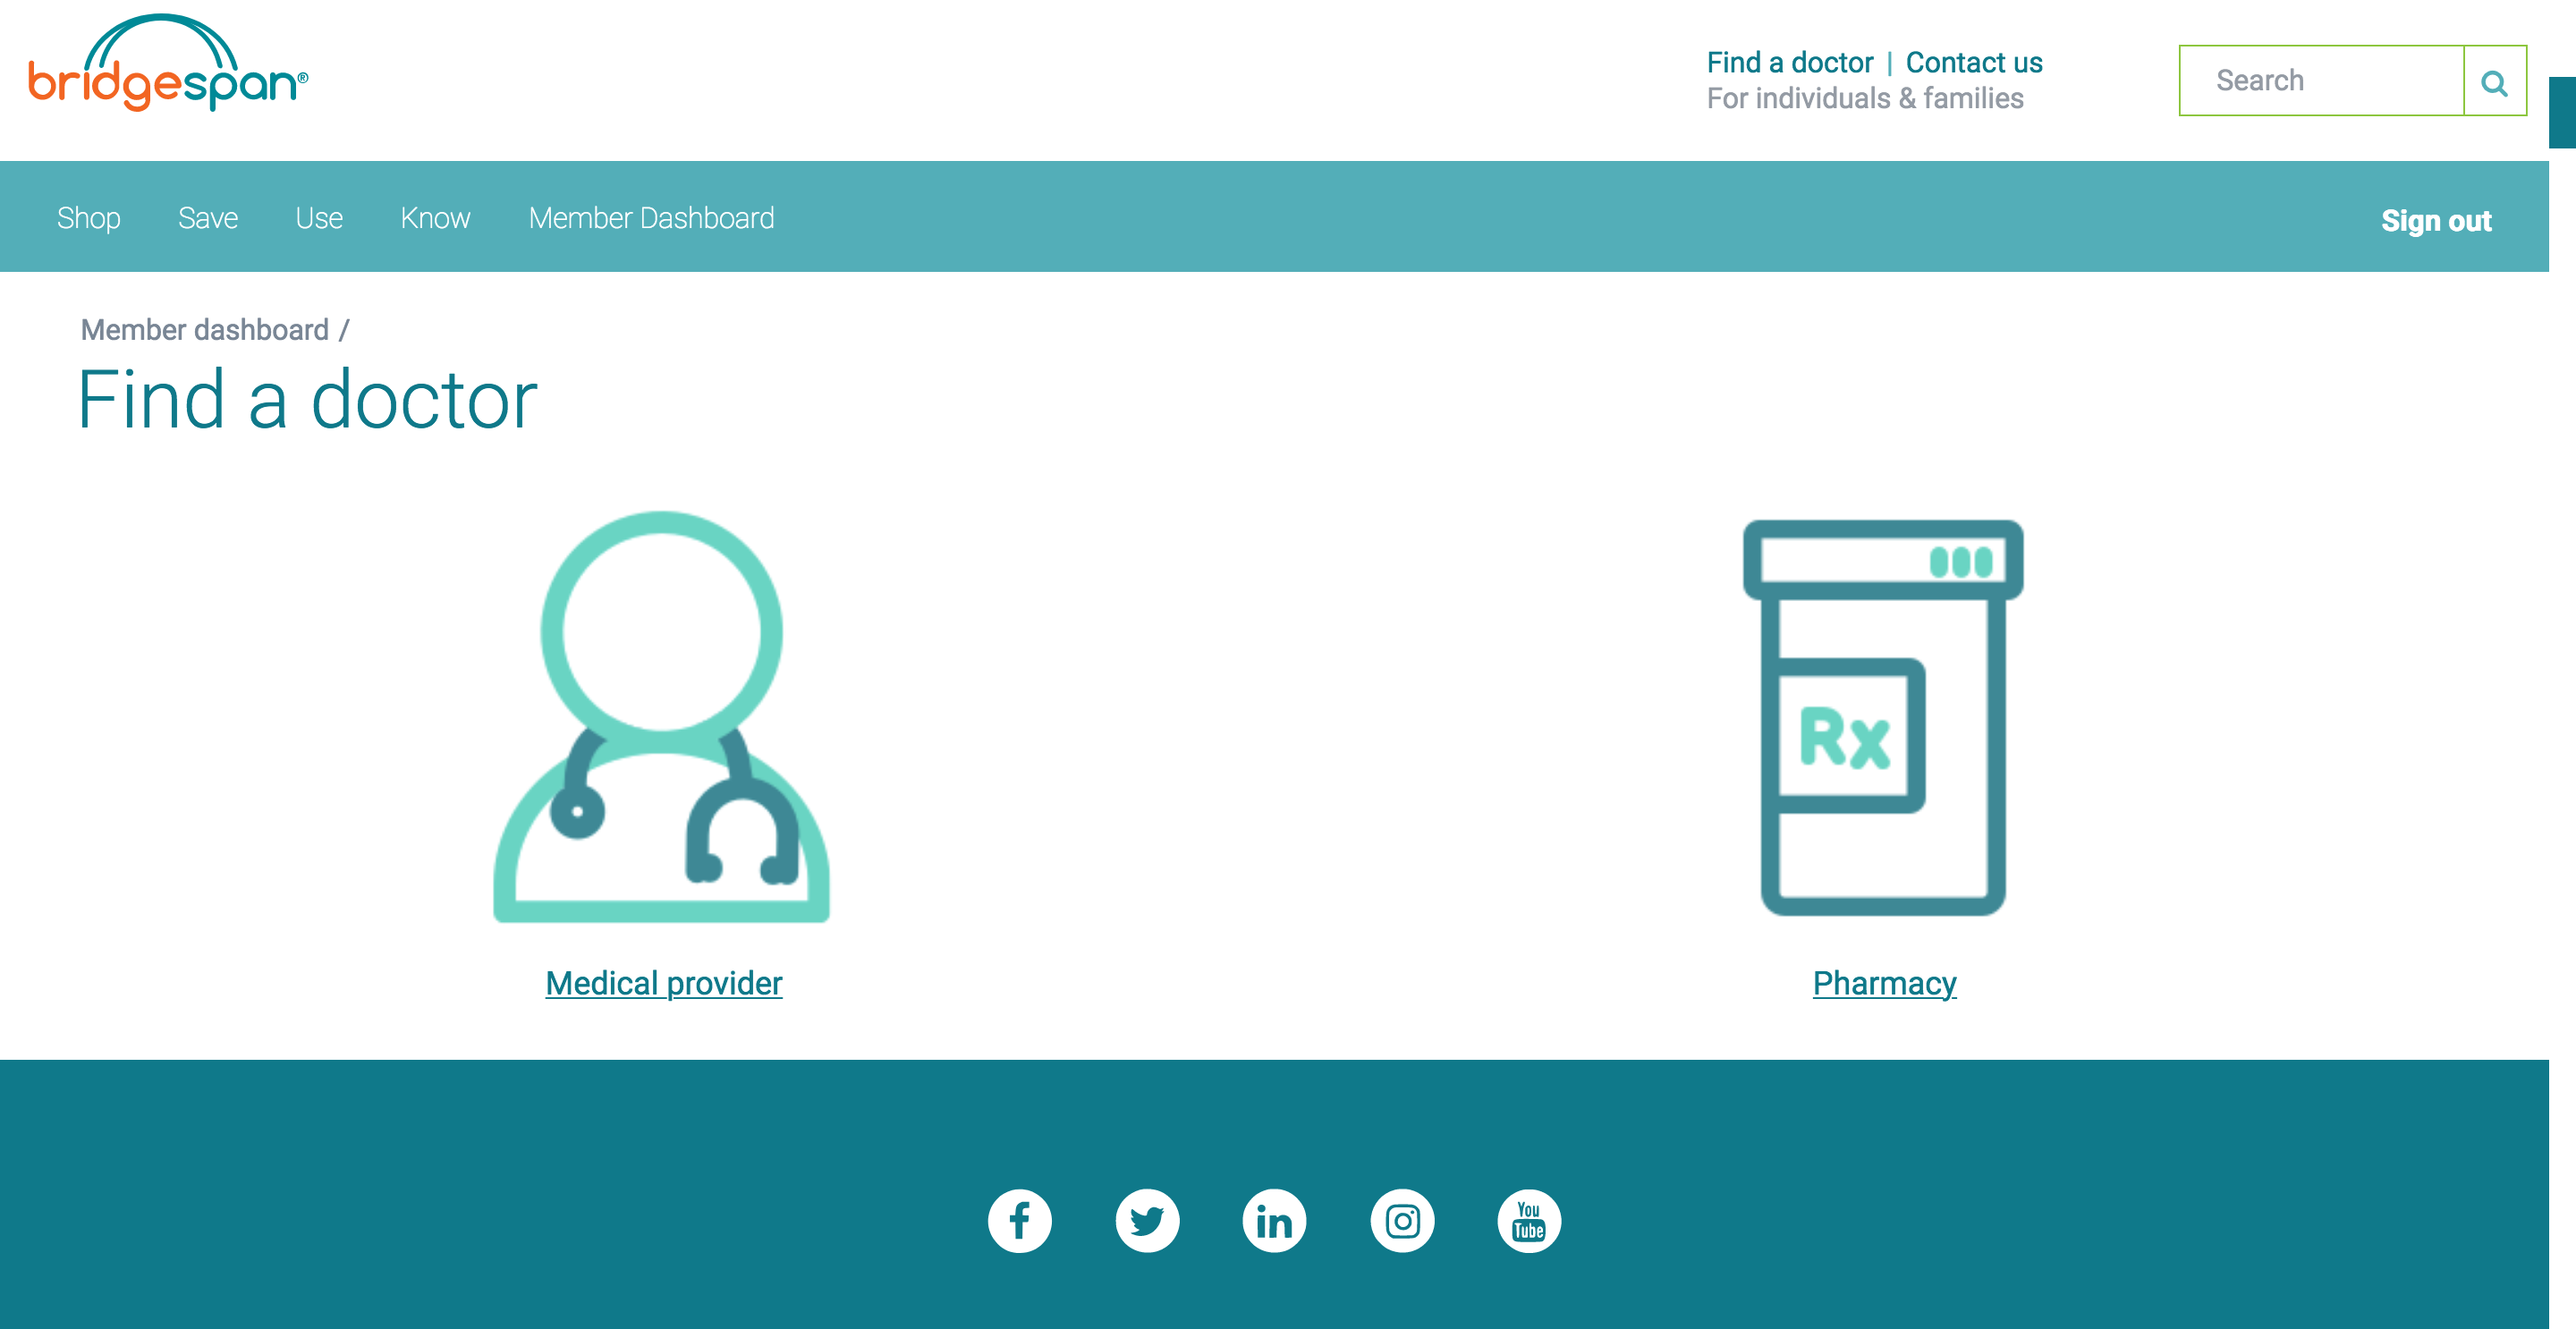 bridgespan®
Find a doctor | Contact us
For individuals & families
Search
Shop Save Use Know Member Dashboard
Sign out
Member dashboard /
Find a doctor
Rx
Medical provider
Pharmacy
f
in
You
Tube